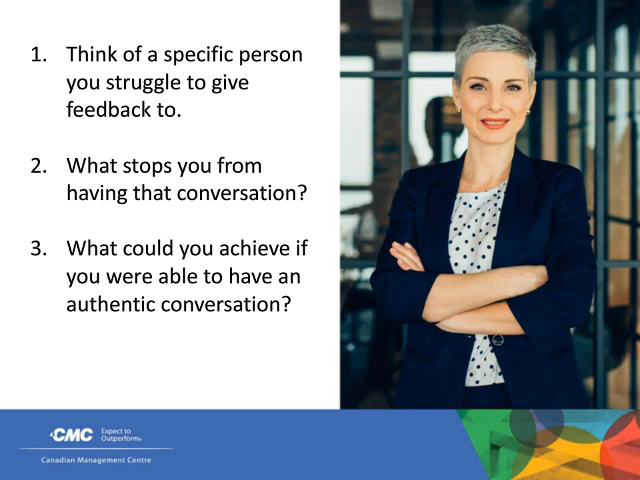 1. Think of a specific person
you struggle to give
feedback to.
2. What stops you from
having that conversation?
3. What could you achieve if
you were able to have an
authentic conversation?
CMC Expect to
Outperform™
Canadian Management Centre